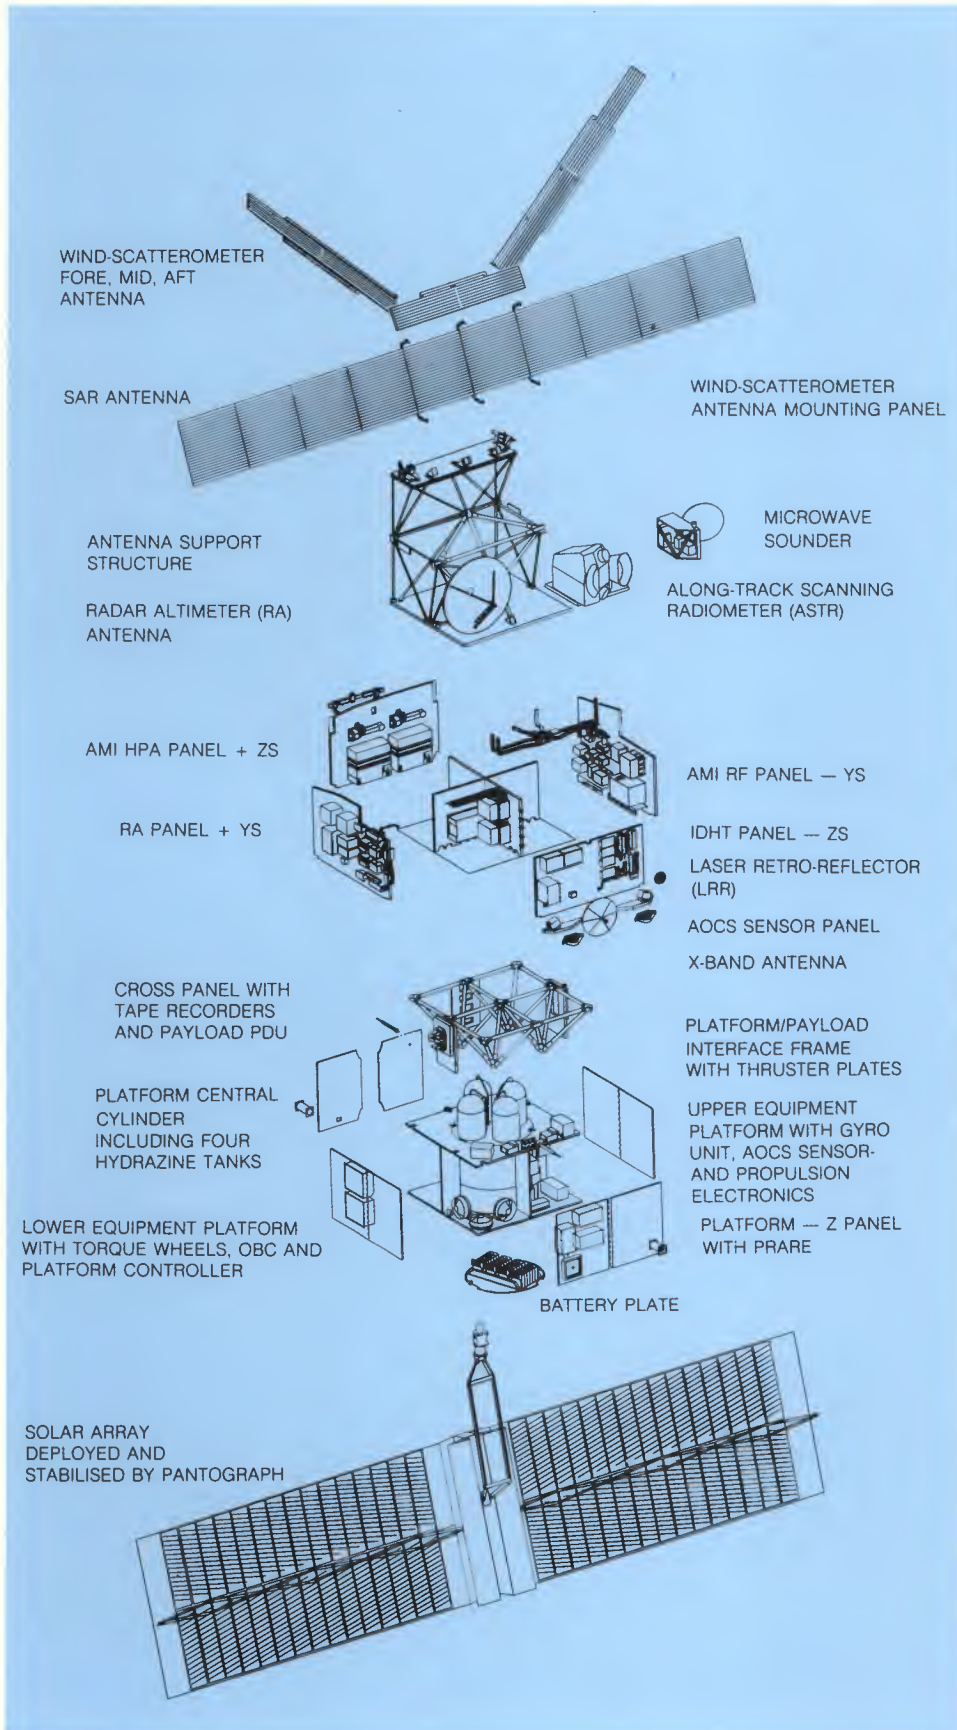 WIND-SCATTEROMETER
FORE, MID, AFT
ANTENNA
SAR ANTENNA
WIND-SCATTEROMETER
ANTENNA MOUNTING PANEL
ANTENNA SUPPORT
STRUCTURE
MICROWAVE
SOUNDER
RADAR ALTIMETER (RA)
ANTENNA
ALONG-TRACK SCANNING
RADIOMETER (ASTR)
AMI HPA PANEL + ZS
AMI RF PANEL — YS
RA PANEL + YS
IDHT PANEL — ZS
LASER RETRO-REFLECTOR
(LRR)
AOCS SENSOR PANEL
X-BAND ANTENNA
CROSS PANEL WITH
TAPE RECORDERS
AND PAYLOAD PDU
PLATFORM/PAYLOAD
INTERFACE FRAME
WITH THRUSTER PLATES
PLATFORM CENTRAL
CYLINDER
INCLUDING FOUR
HYDRAZINE TANKS
UPPER EQUIPMENT
PLATFORM WITH GYRO
UNIT, AOCS SENSOR-
AND PROPULSION
ELECTRONICS
LOWER EQUIPMENT PLATFORM
WITH TORQUE WHEELS, OBC AND
PLATFORM CONTROLLER
PLATFORM — Z PANEL
WITH PRARE
BATTERY PLATE
SOLAR ARRAY
DEPLOYED AND
STABILISED BY PANTOGRAPH